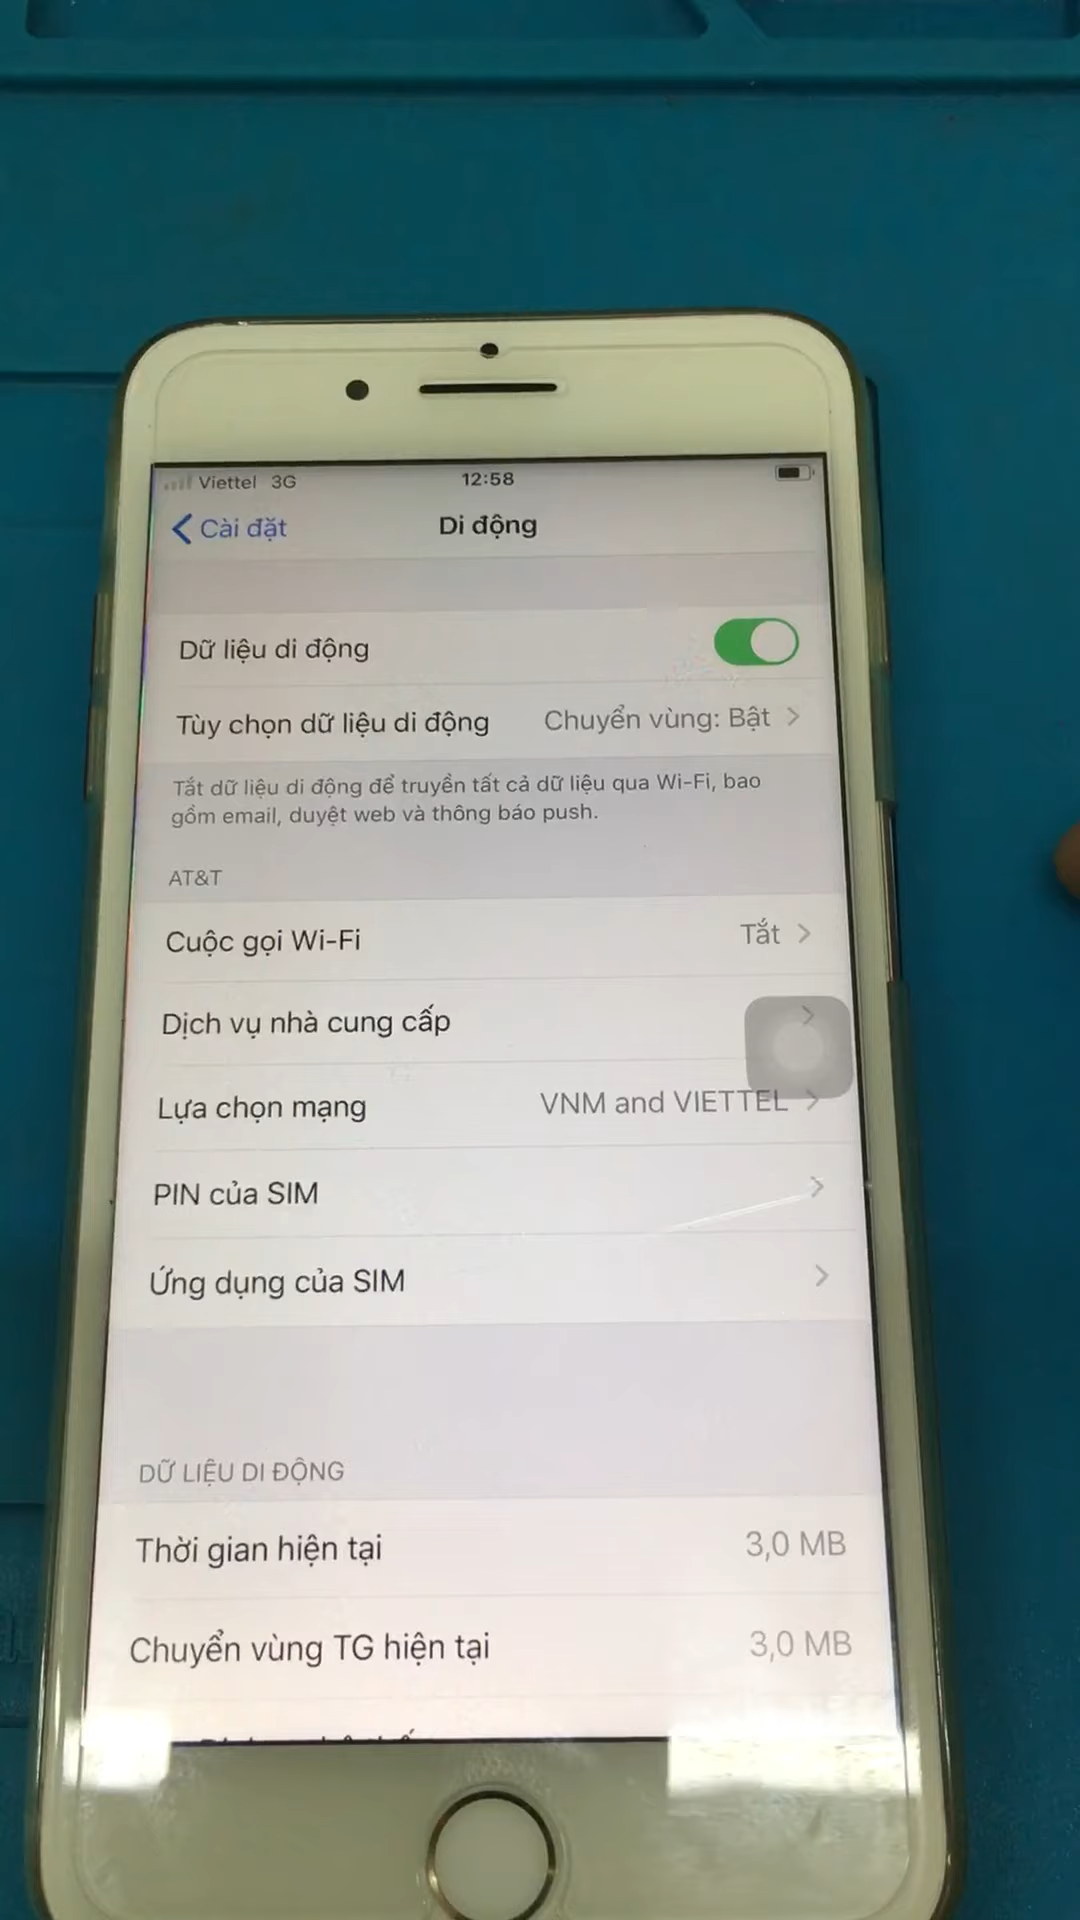 Viettel 3G
12:58
Cài đặt
Di động
Dữ liệu di động
Tùy chọn dữ liệu di động Chuyển vùng: Bật
Tắt dữ liệu di động để truyền tất cả dữ liệu qua Wi-Fi, bao
gồm email, duyệt web và thông báo push.
AT&T
Cuộc gọi Wi-Fi Tắt
Dịch vụ nhà cung cấp
Lựa chọn mạng VNM and VIETTEL
PIN của SIM
Ứng dụng của SIM
DỮ LIỆU DI ĐỘNG
Thời gian hiện tại 3,0 MB
Chuyển vùng TG hiện tại 3,0 MB